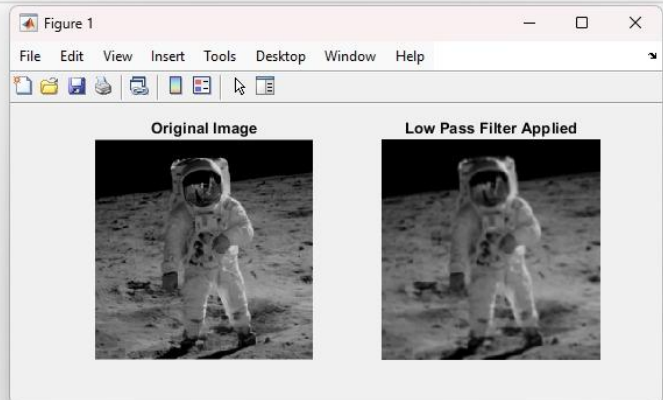 Figure 1
File Edit View Insert Tools Desktop Window Help
Original Image
Low Pass Filter Applied